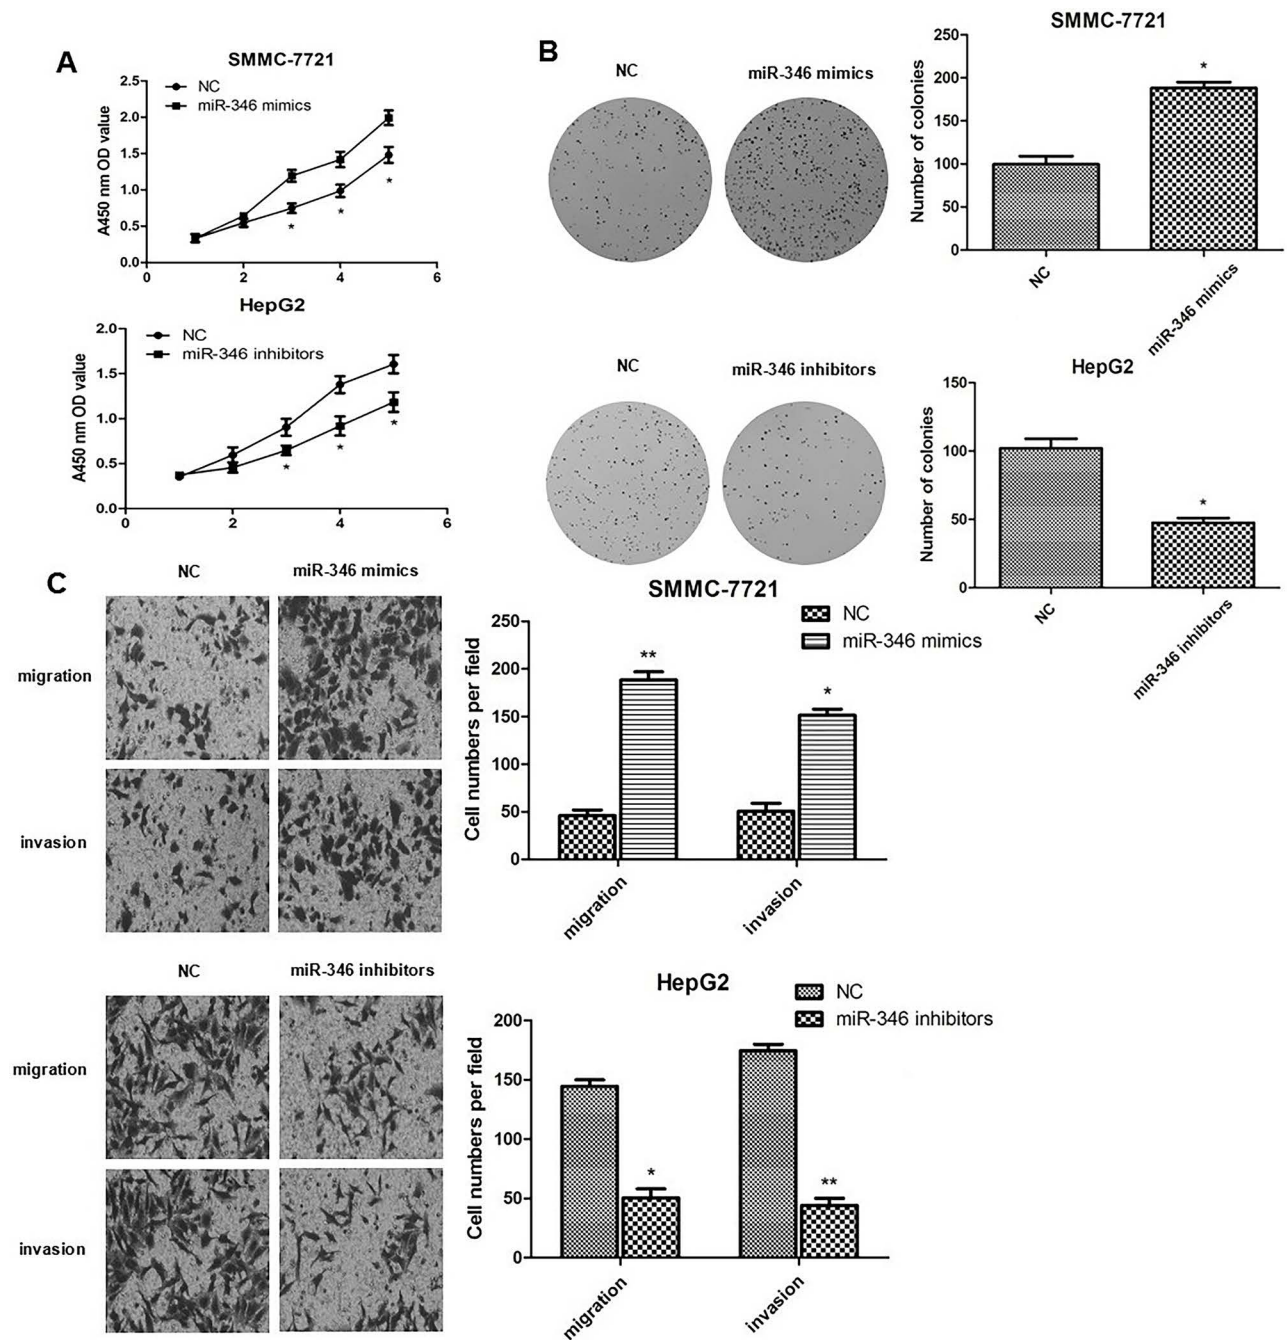 A
SMMC-7721
NC
miR-346 mimics
A450 nm OD value
2.5
2.0
1.5
1.0
0.5
0.0
* * *
0 2 4 6
HepG2
NC
miR-346 inhibitors
A450 nm OD value
2.0
1.5
1.0
0.5
0.0
* * *
0 2 4 6
B
NC
miR-346 mimics
SMMC-7721
Number of colonies
250
200
150
100
50
0
*
NC
miR-346 mimics
NC
miR-346 inhibitors
HepG2
Number of colonies
150
100
50
0
*
NC
miR-346 inhibitors
C
NC
miR-346 mimics
migration
invasion
SMMC-7721
NC
miR-346 mimics
Cell numbers per field
250
200
150
100
50
0
**
*
migration
invasion
NC
miR-346 inhibitors
migration
invasion
HepG2
NC
miR-346 inhibitors
Cell numbers per field
200
150
100
50
0
*
**
migration
invasion